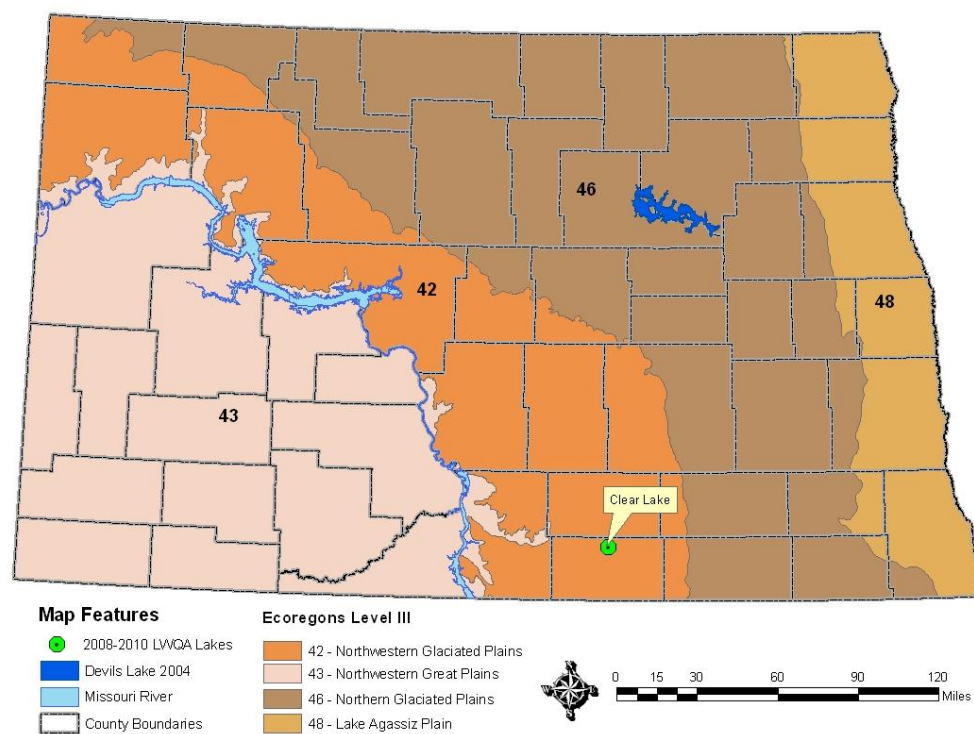 46
42
48
43
Clear Lake
Map Features
2008-2010 LWQA Lakes
Devils Lake 2004
Missouri River
County Boundaries
Ecoregons Level III
42 - Northwestern Glaciated Plains
43 - Northwestern Great Plains
46 - Northern Glaciated Plains
48 - Lake Agassiz Plain
0 15 30 60 90 120
Miles